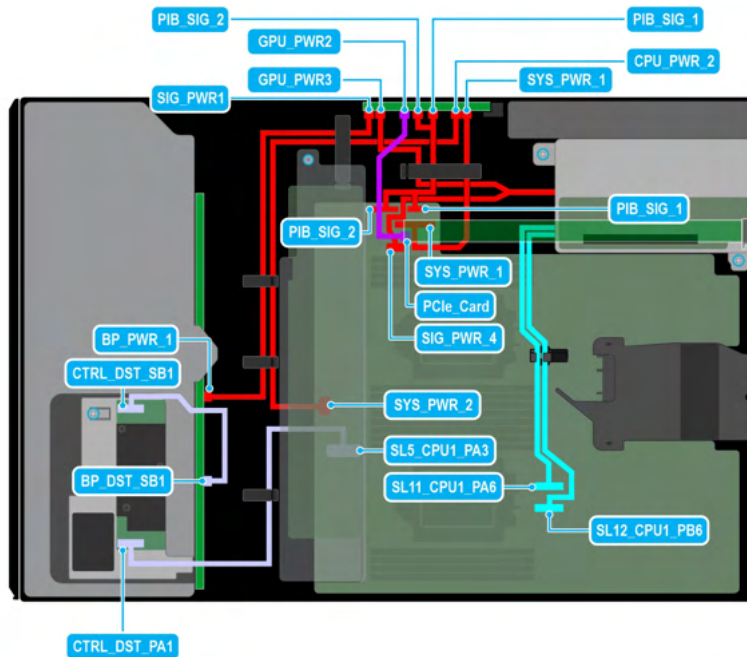 PIB_SIG_2
PIB_SIG_1
GPU_PWR2
CPU_PWR_2
GPU_PWR3
SYS_PWR_1
SIG_PWR1
PIB_SIG_1
PIB_SIG_2
SYS_PWR_1
PCIe_Card
BP_PWR_1
SIG_PWR_4
CTRL_DST_SB1
SYS_PWR_2
SL5_CPU1_PA3
BP_DST_SB1
SL11_CPU1_PA6
SL12_CPU1_PB6
CTRL_DST_PA1